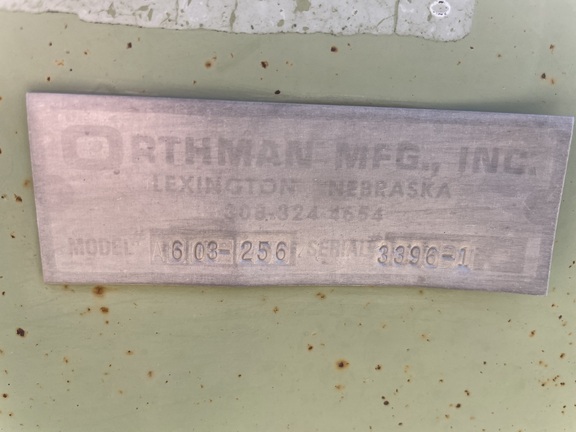 ORTHMAN MFG., INC.
LEXINGTON NEBRASKA
308-324-4654
MODEL 603-256 SERIAL 3396-1